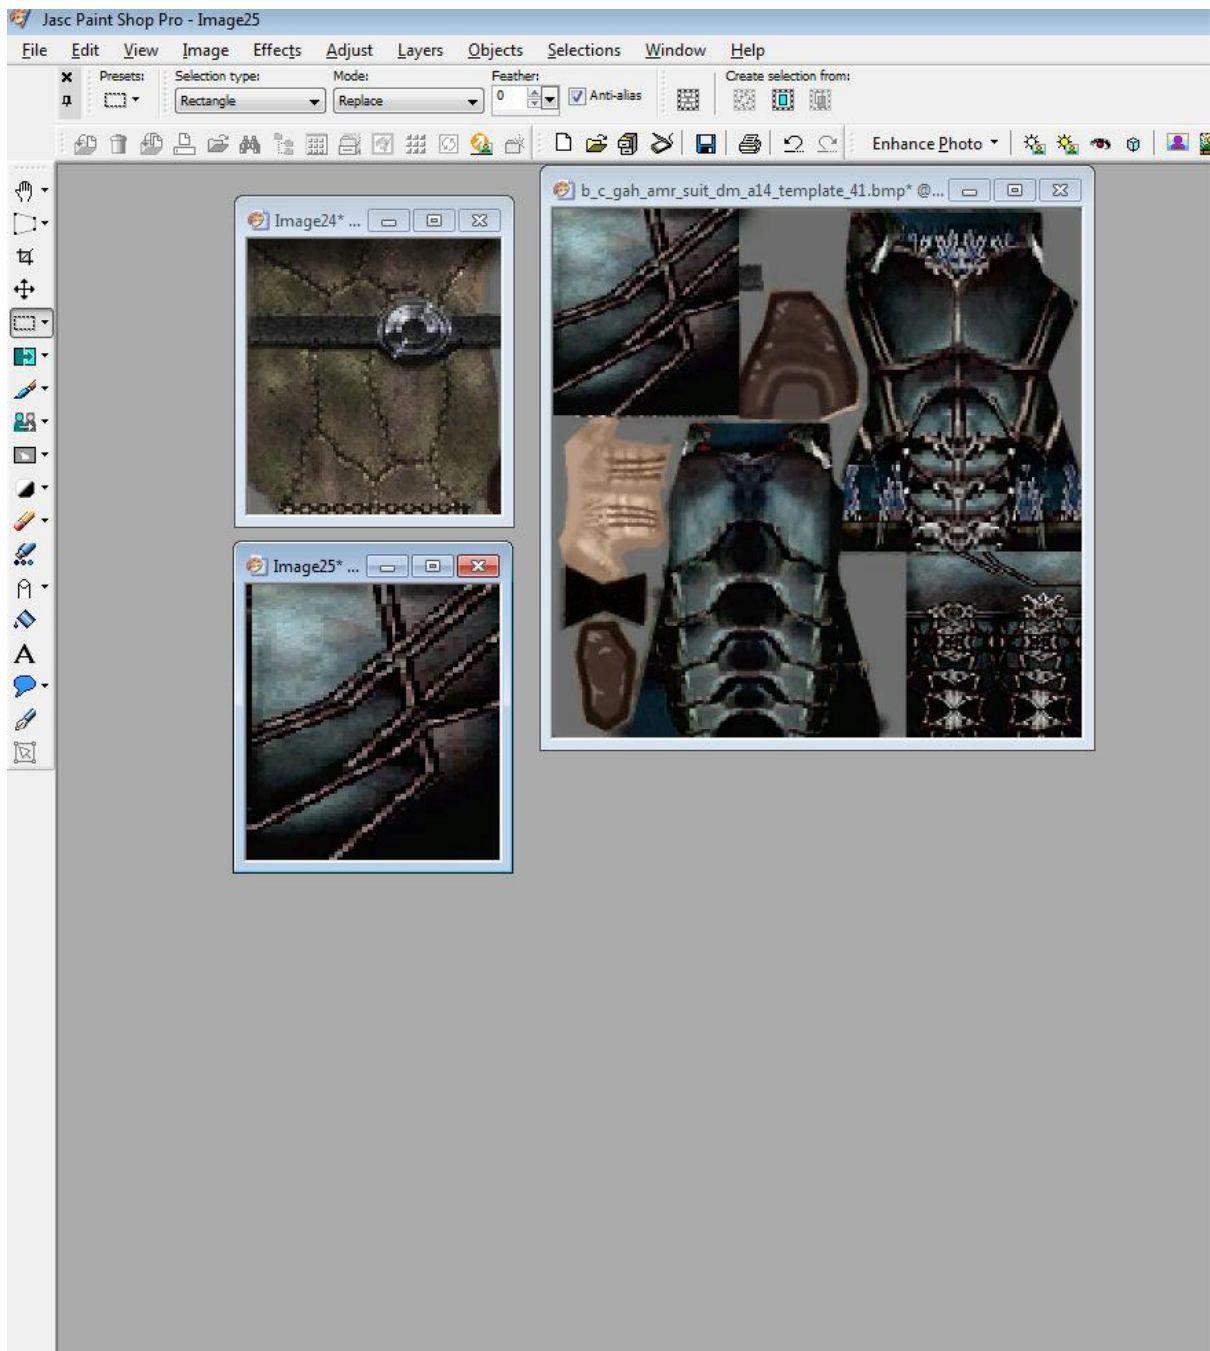 Jasc Paint Shop Pro - Image25
File Edit View Image Effects Adjust Layers Objects Selections Window Help
Presets: Selection type: Mode: Feather: Create selection from:
Rectangle Replace 0 Anti-alias
Enhance Photo
b_c_gah_amr_suit_dm_a14_template_41.bmp* @...
Image24* ...
Image25* ...